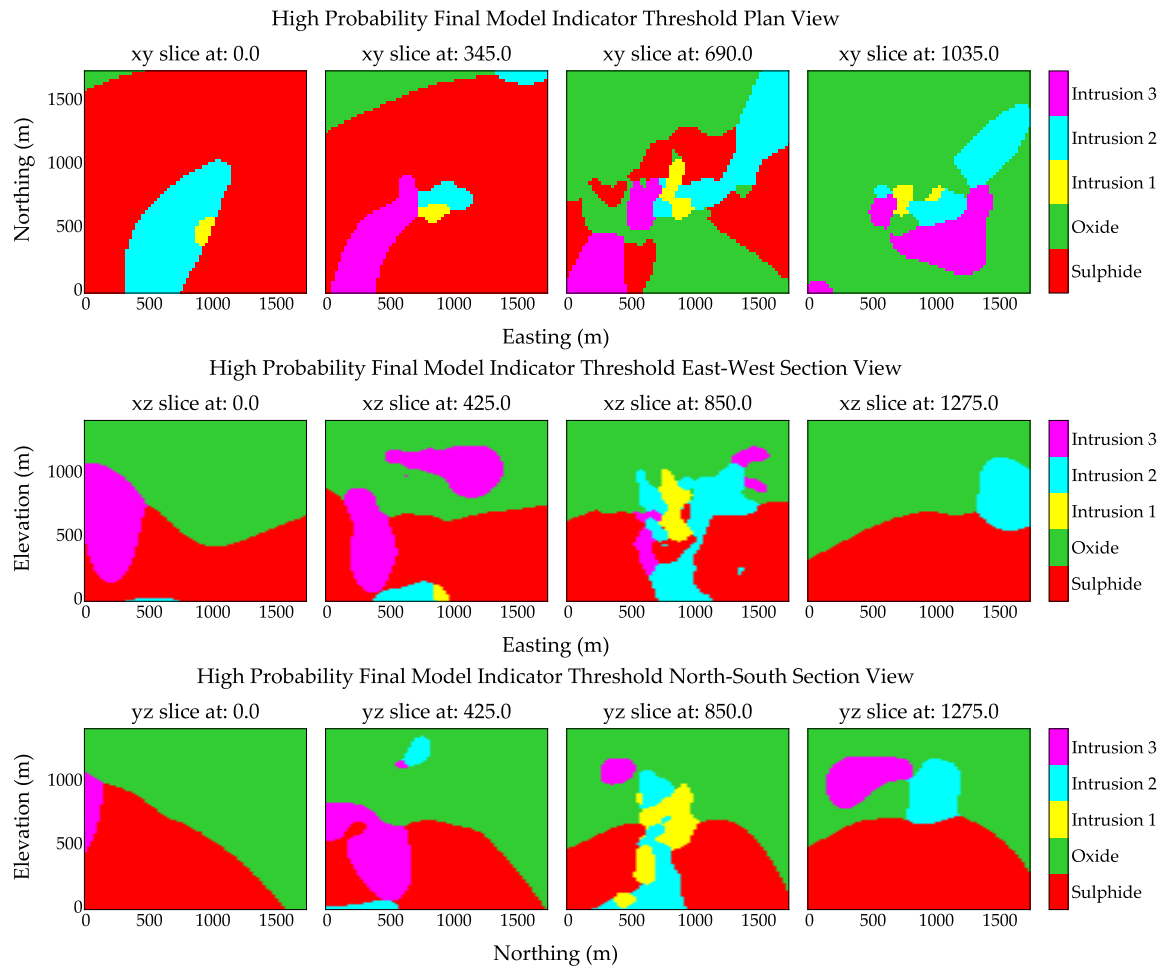 High Probability Final Model Indicator Threshold Plan View
xy slice at: 0.0 xy slice at: 345.0 xy slice at: 690.0 xy slice at: 1035.0
Northing (m)
1500
1000
500
0
0 500 1000 1500 0 500 1000 1500 0 500 1000 1500 0 500 1000 1500
Intrusion 3
Intrusion 2
Intrusion 1
Oxide
Sulphide
Easting (m)
High Probability Final Model Indicator Threshold East-West Section View
xz slice at: 0.0 xz slice at: 425.0 xz slice at: 850.0 xz slice at: 1275.0
Elevation (m)
1000
500
0
0 500 1000 1500 0 500 1000 1500 0 500 1000 1500 0 500 1000 1500
Intrusion 3
Intrusion 2
Intrusion 1
Oxide
Sulphide
Easting (m)
High Probability Final Model Indicator Threshold North-South Section View
yz slice at: 0.0 yz slice at: 425.0 yz slice at: 850.0 yz slice at: 1275.0
Elevation (m)
1000
500
0
0 500 1000 1500 0 500 1000 1500 0 500 1000 1500 0 500 1000 1500
Intrusion 3
Intrusion 2
Intrusion 1
Oxide
Sulphide
Northing (m)